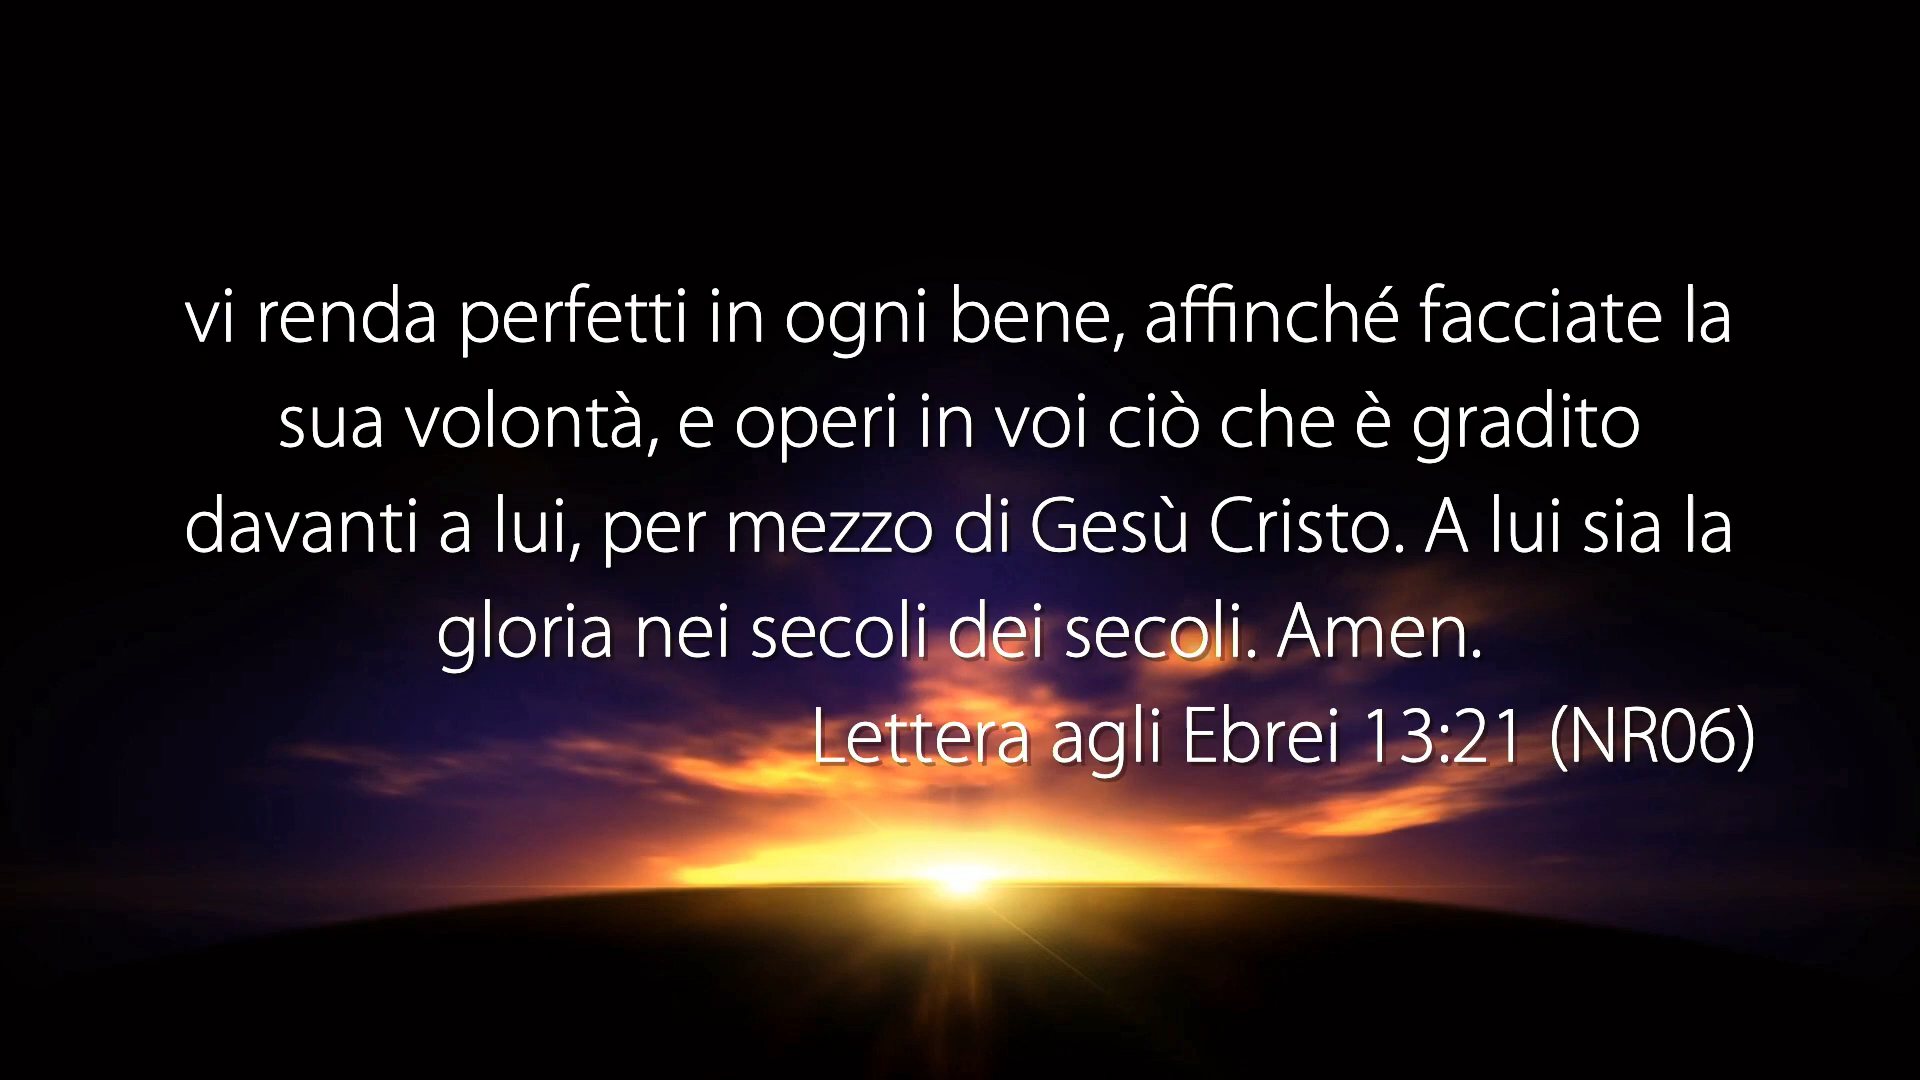 vi renda perfetti in ogni bene, affinché facciate la
sua volontà, e operi in voi ciò che è gradito
davanti a lui, per mezzo di Gesù Cristo. A lui sia la
gloria nei secoli dei secoli. Amen.
Lettera agli Ebrei 13:21 (NR06)